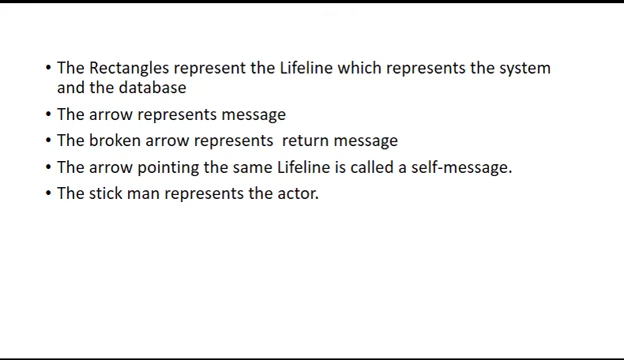 • The Rectangles represent the Lifeline which represents the system
and the database
• The arrow represents message
• The broken arrow represents  return message
• The arrow pointing the same Lifeline is called a self-message.
• The stick man represents the actor.